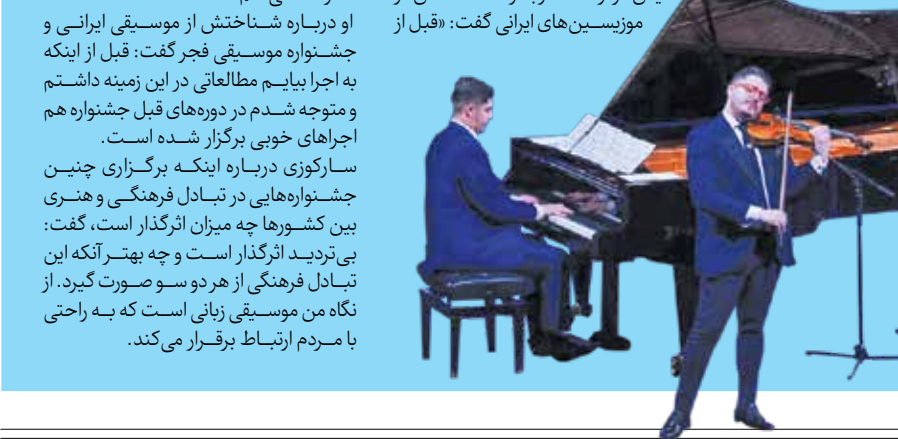 موزیسین‌های ایرانی گفت: «قبل از
او درباره شناختش از موسیقی ایرانی و
جشنواره موسیقی فجر گفت: قبل از اینکه
به اجرا بیایم مطالعاتی در این زمینه داشتم
و متوجه شدم در دوره‌های قبل جشنواره هم
اجراهای خوبی برگزار شده است.
سارکوزی درباره اینکه برگزاری چنین
جشنواره‌هایی در تبادل فرهنگی و هنری
بین کشورها چه میزان اثرگذار است، گفت:
بی‌تردید اثرگذار است و چه بهتر آنکه این
تبادل فرهنگی از هر دو سو صورت گیرد. از
نگاه من موسیقی زبانی است که به راحتی
با مردم ارتباط برقرار می‌کند.